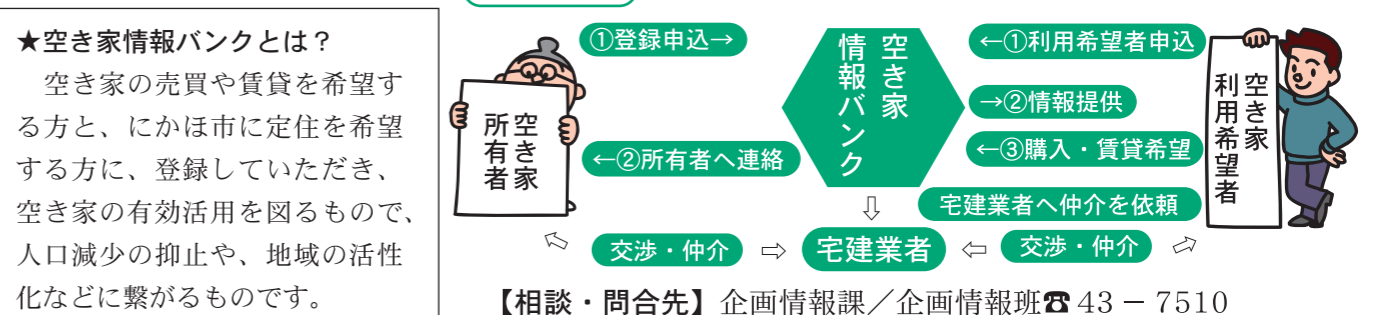 ★空き家情報バンクとは？
空き家の売買や賃貸を希望す
る方と、にかほ市に定住を希望
する方に、登録していただき、
空き家の有効活用を図るもので、
人口減少の抑止や、地域の活性
化などに繋がるものです。
空き家
所有者
①登録申込→
←②所有者へ連絡
空き家
情報バンク
←①利用希望者申込
→②情報提供
←③購入・賃貸希望
空き家
利用希望者
⇩
宅建業者へ仲介を依頼
交渉・仲介
⇨
宅建業者
⇦
交渉・仲介
【相談・問合先】企画情報課／企画情報班☎43－7510